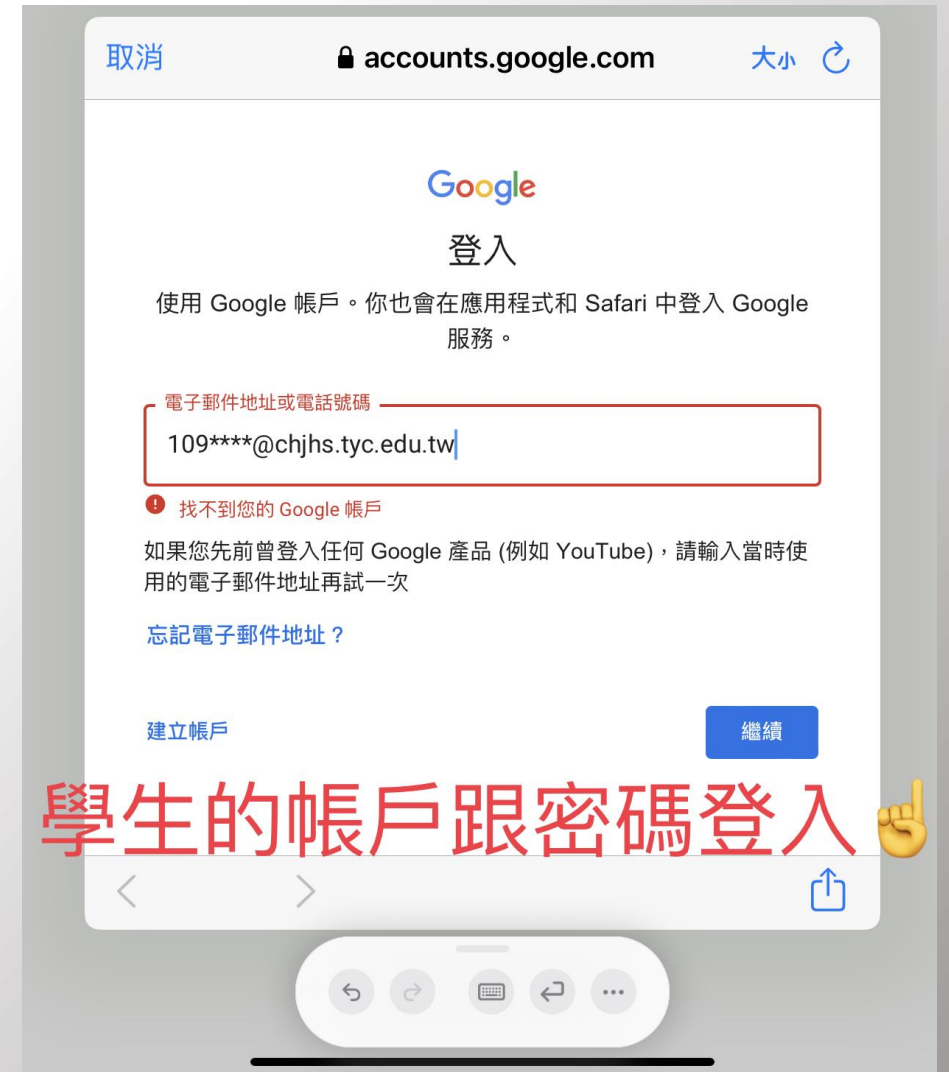 取消
accounts.google.com
大小
Google
登入
使用 Google 帳戶。你也會在應用程式和 Safari 中登入 Google
服務。
電子郵件地址或電話號碼
109****@chjhs.tyc.edu.tw
找不到您的 Google 帳戶
如果您先前曾登入任何 Google 產品 (例如 YouTube)，請輸入當時使
用的電子郵件地址再試一次
忘記電子郵件地址？
建立帳戶
繼續
學生的帳戶跟密碼登入☝️